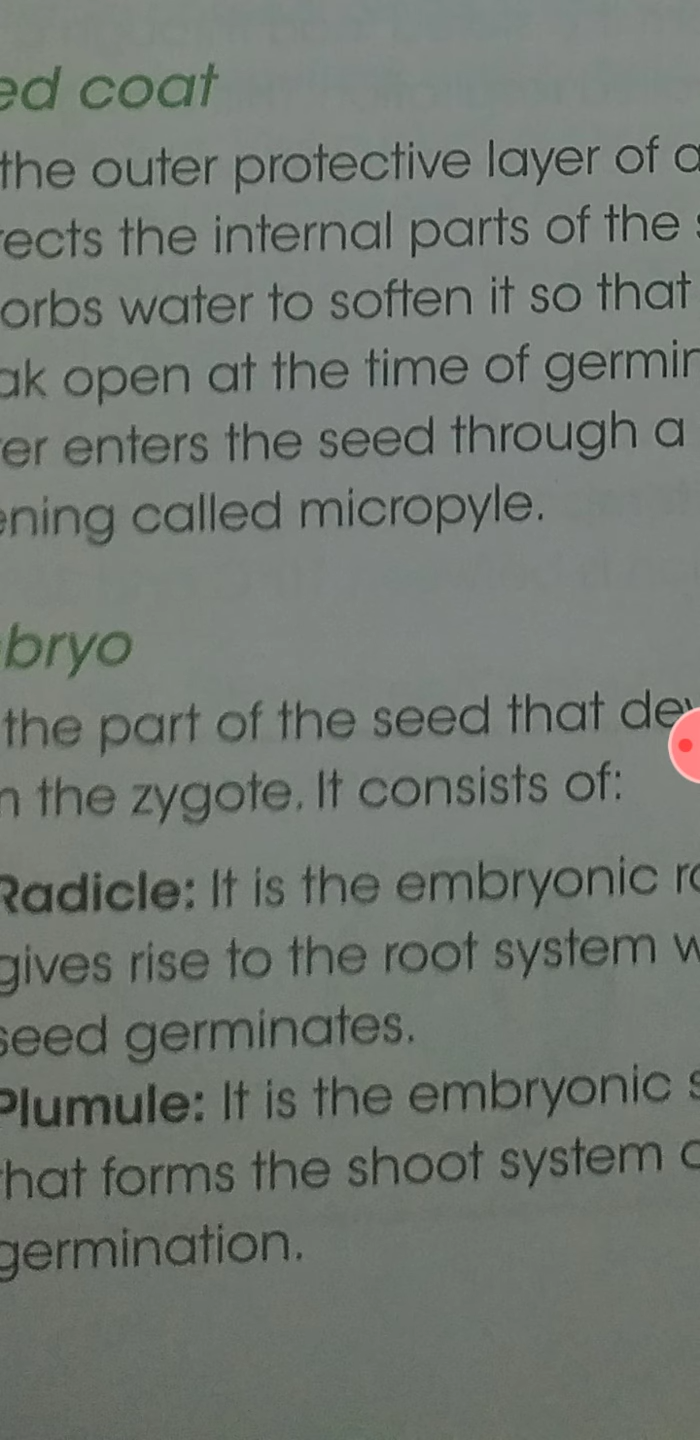 ed coat
the outer protective layer of a
ects the internal parts of the
orbs water to soften it so that
ak open at the time of germin
er enters the seed through a
ening called micropyle.
bryo
the part of the seed that dev
n the zygote. It consists of:
Radicle: It is the embryonic ro
gives rise to the root system w
seed germinates.
Plumule: It is the embryonic s
that forms the shoot system
germination.